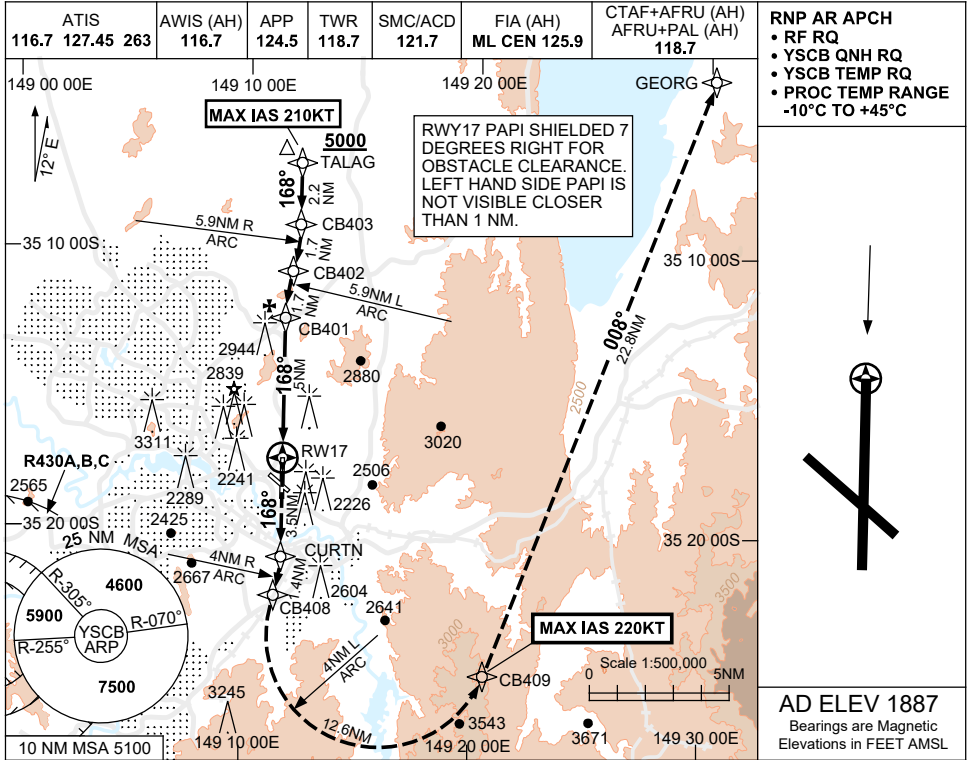 ATIS
116.7 127.45 263
AWIS (AH)
116.7
APP
124.5
TWR
118.7
SMC/ACD
121.7
FIA (AH)
ML CEN 125.9
CTAF+AFRU (AH)
AFRU+PAL (AH)
118.7
RNP AR APCH
• RF RQ
• YSCB QNH RQ
• YSCB TEMP RQ
• PROC TEMP RANGE
-10°C TO +45°C
149 00 00E
149 10 00E
149 20 00E
GEORG
12° E
MAX IAS 210KT
5000
TALAG
RWY17 PAPI SHIELDED 7
DEGREES RIGHT FOR
OBSTACLE CLEARANCE.
LEFT HAND SIDE PAPI IS
NOT VISIBLE CLOSER
THAN 1 NM.
168°
2.2
NM
5.9NM R
ARC
CB403
1.7
NM
35 10 00S
35 10 00S
CB402
5.9NM L
ARC
1.7
NM
CB401
2944
2839
2880
168°
5NM
008°
22.8NM
2500
3311
3020
RW17
R430A,B,C
2241
2289
2506
2226
2565
35 20 00S
2425
168°
3.5NM
35 20 00S
25 NM MSA
CURTN
4NM R
ARC
2667
.4NM
2604
CB408
2641
3500
3000
4600
R-305°
5900
R-070°
YSCB
ARP
R-255°
7500
MAX IAS 220KT
4NM L
ARC
Scale 1:500,000
0
5NM
CB409
3245
12.6NM
3543
3671
10 NM MSA 5100
149 10 00E
149 20 00E
149 30 00E
AD ELEV 1887
Bearings are Magnetic
Elevations in FEET AMSL